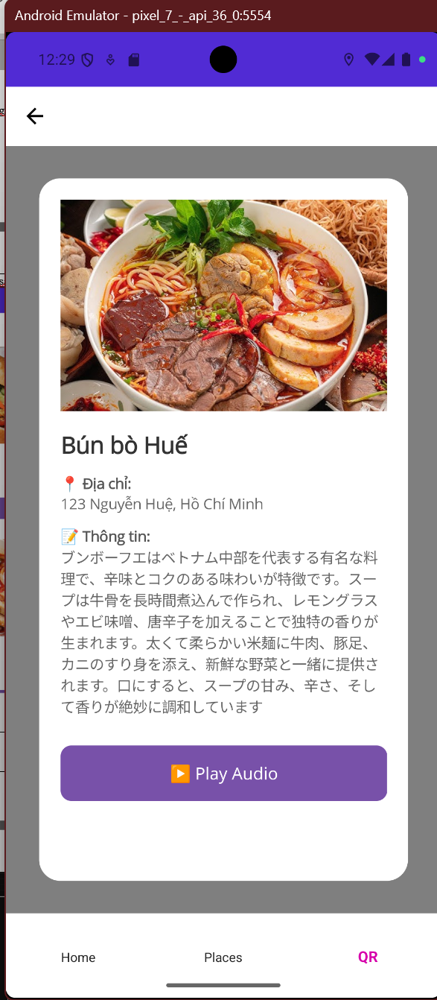 Android Emulator - pixel_7_-_api_36_0:5554
12:29
Bún bò Huế
📍 Địa chỉ:
123 Nguyễn Huệ, Hồ Chí Minh
📝 Thông tin:
ブンボーフエはベトナム中部を代表する有名な料
理で、辛味とコクのある味わいが特徴です。スー
プは牛骨を長時間煮込んで作られ、レモングラス
やエビ味噌、唐辛子を加えることで独特の香りが
生まれます。太くて柔らかい米麺に牛肉、豚足、
カニのすり身を添え、新鮮な野菜と一緒に提供さ
れます。口にすると、スープの甘み、辛さ、そし
て香りが絶妙に調和しています
▶️ Play Audio
Home Places QR